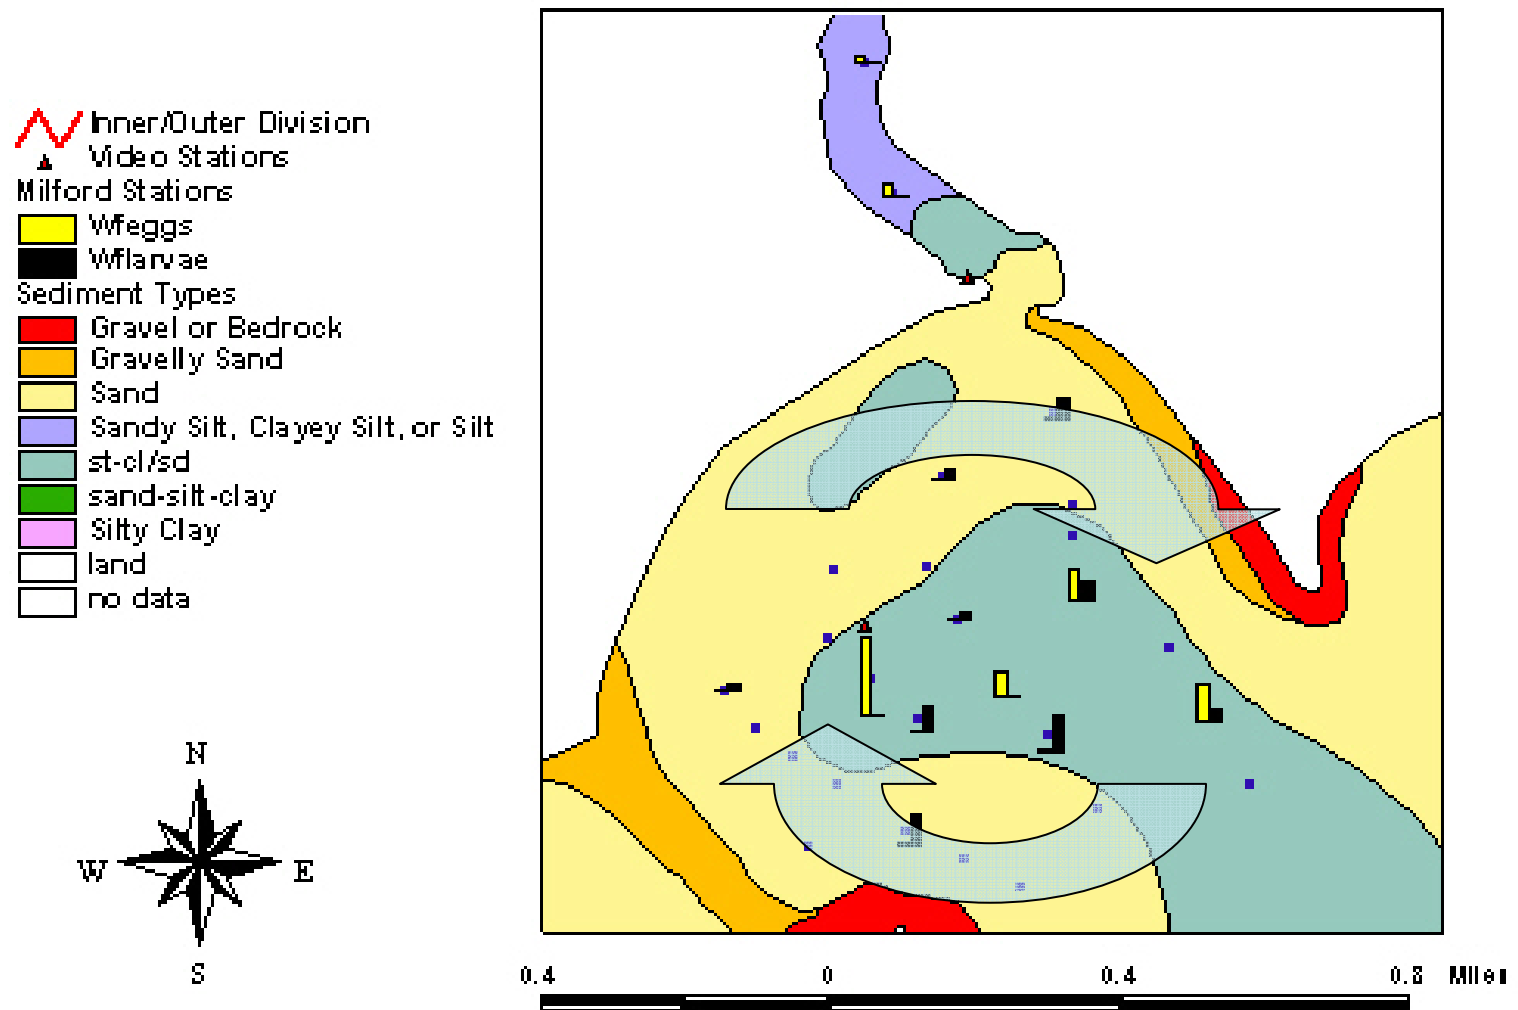 Inner/Outer Division
Video Stations
Milford Stations
Wfeggs
Wflarvae
Sediment Types
Gravel or Bedrock
Gravelly Sand
Sand
Sandy Silt, Clayey Silt, or Silt
st-cl/sd
sand-silt-clay
Silty Clay
land
no data
N
W E
S
0.4 0 0.4 0.8 Miles